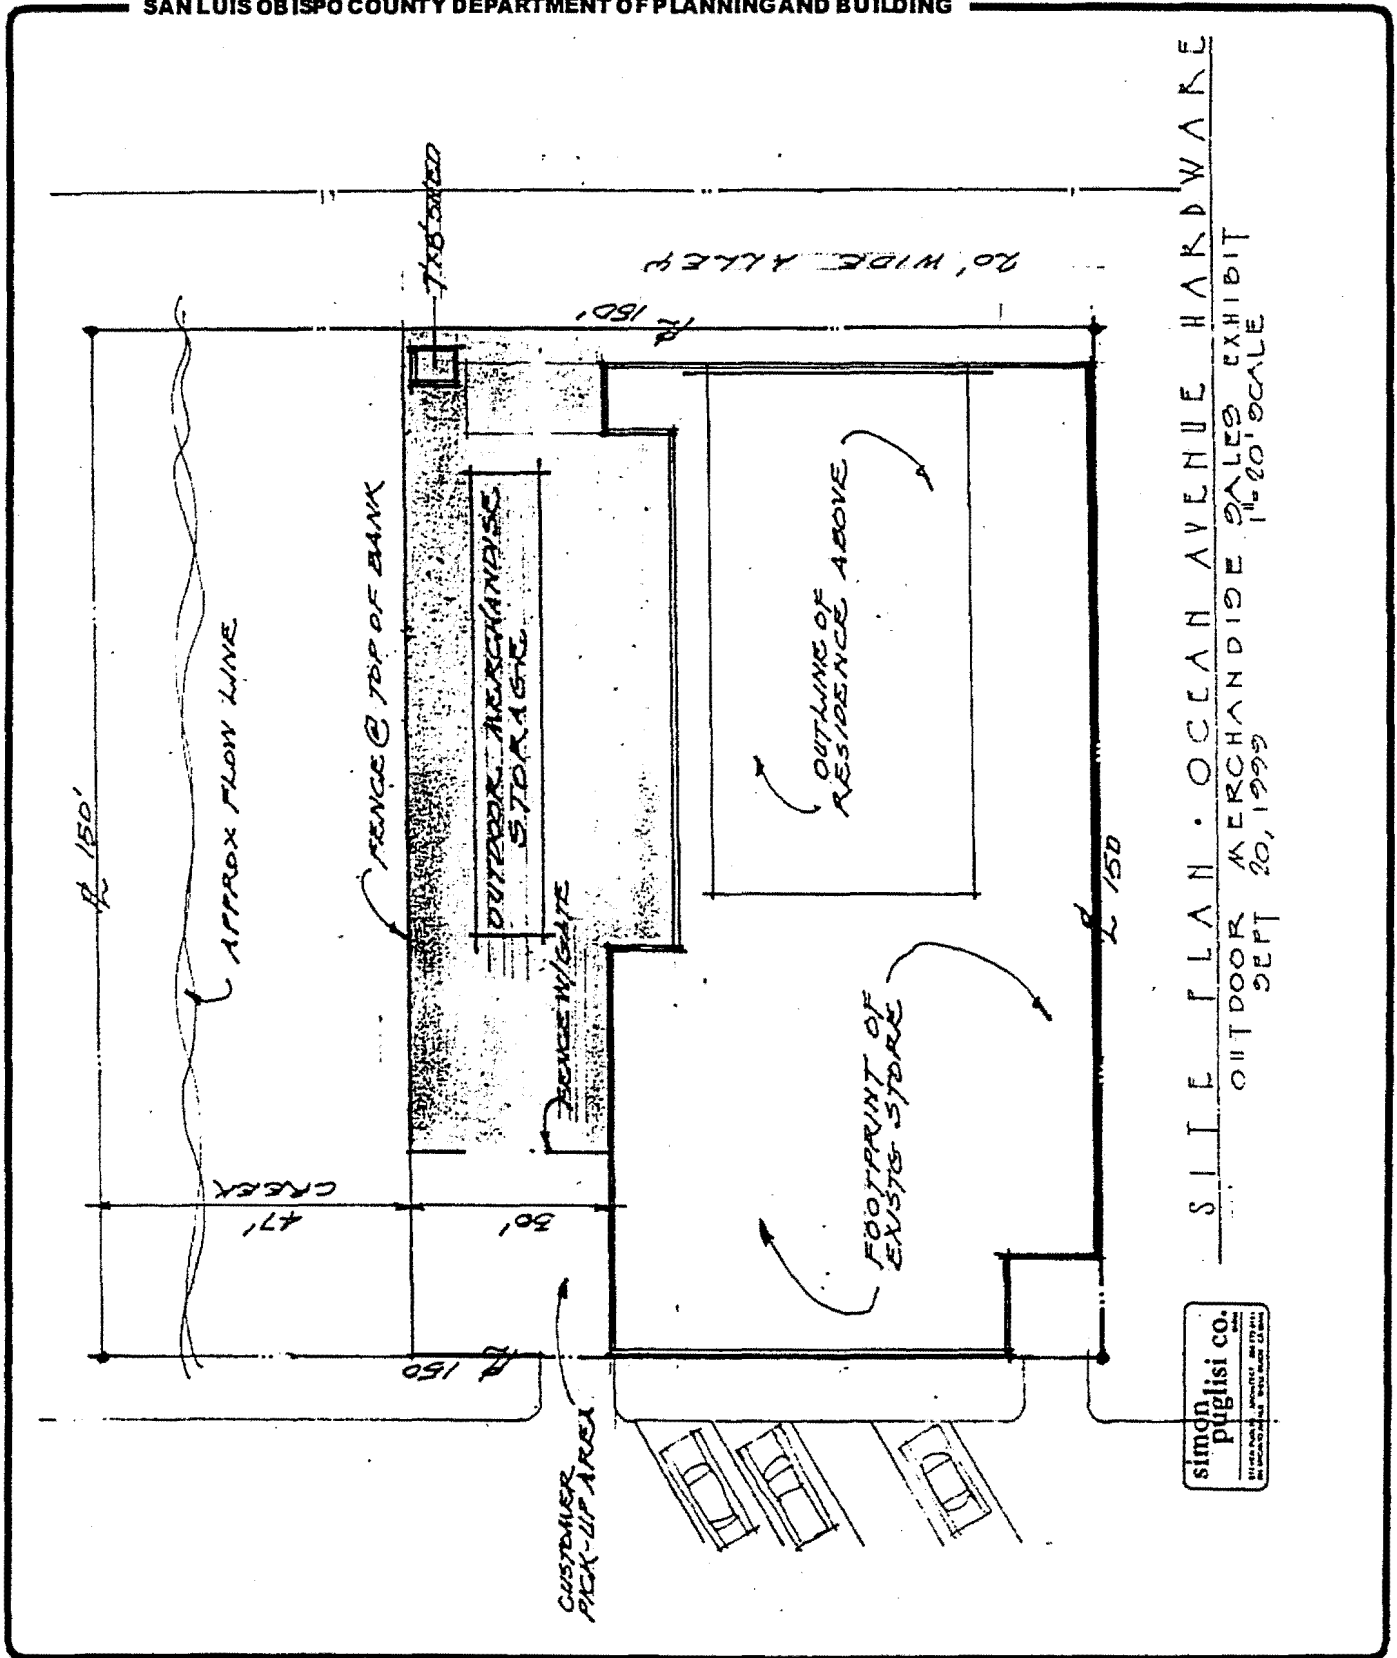 SAN LUIS OBISPO COUNTY DEPARTMENT OF PLANNING AND BUILDING
℄ 150'
APPROX FLOW LINE
FENCE @ TOP OF BANK
7'X8' SHED
OUTDOOR MERCHANDISE
STORAGE
FENCE W/GATE
47'
CREEK
30'
150'
20' WIDE ALLEY
150
CUSTOMER
PICK-UP AREA
OUTLINE OF
RESIDENCE ABOVE
FOOTPRINT OF
EXIST'G STORE
150
SITE PLAN · OCEAN AVENUE HARDWARE
OUTDOOR MERCHANDISE SALES EXHIBIT
SEPT 20, 1999
1"=20' SCALE
simon
puglisi co.